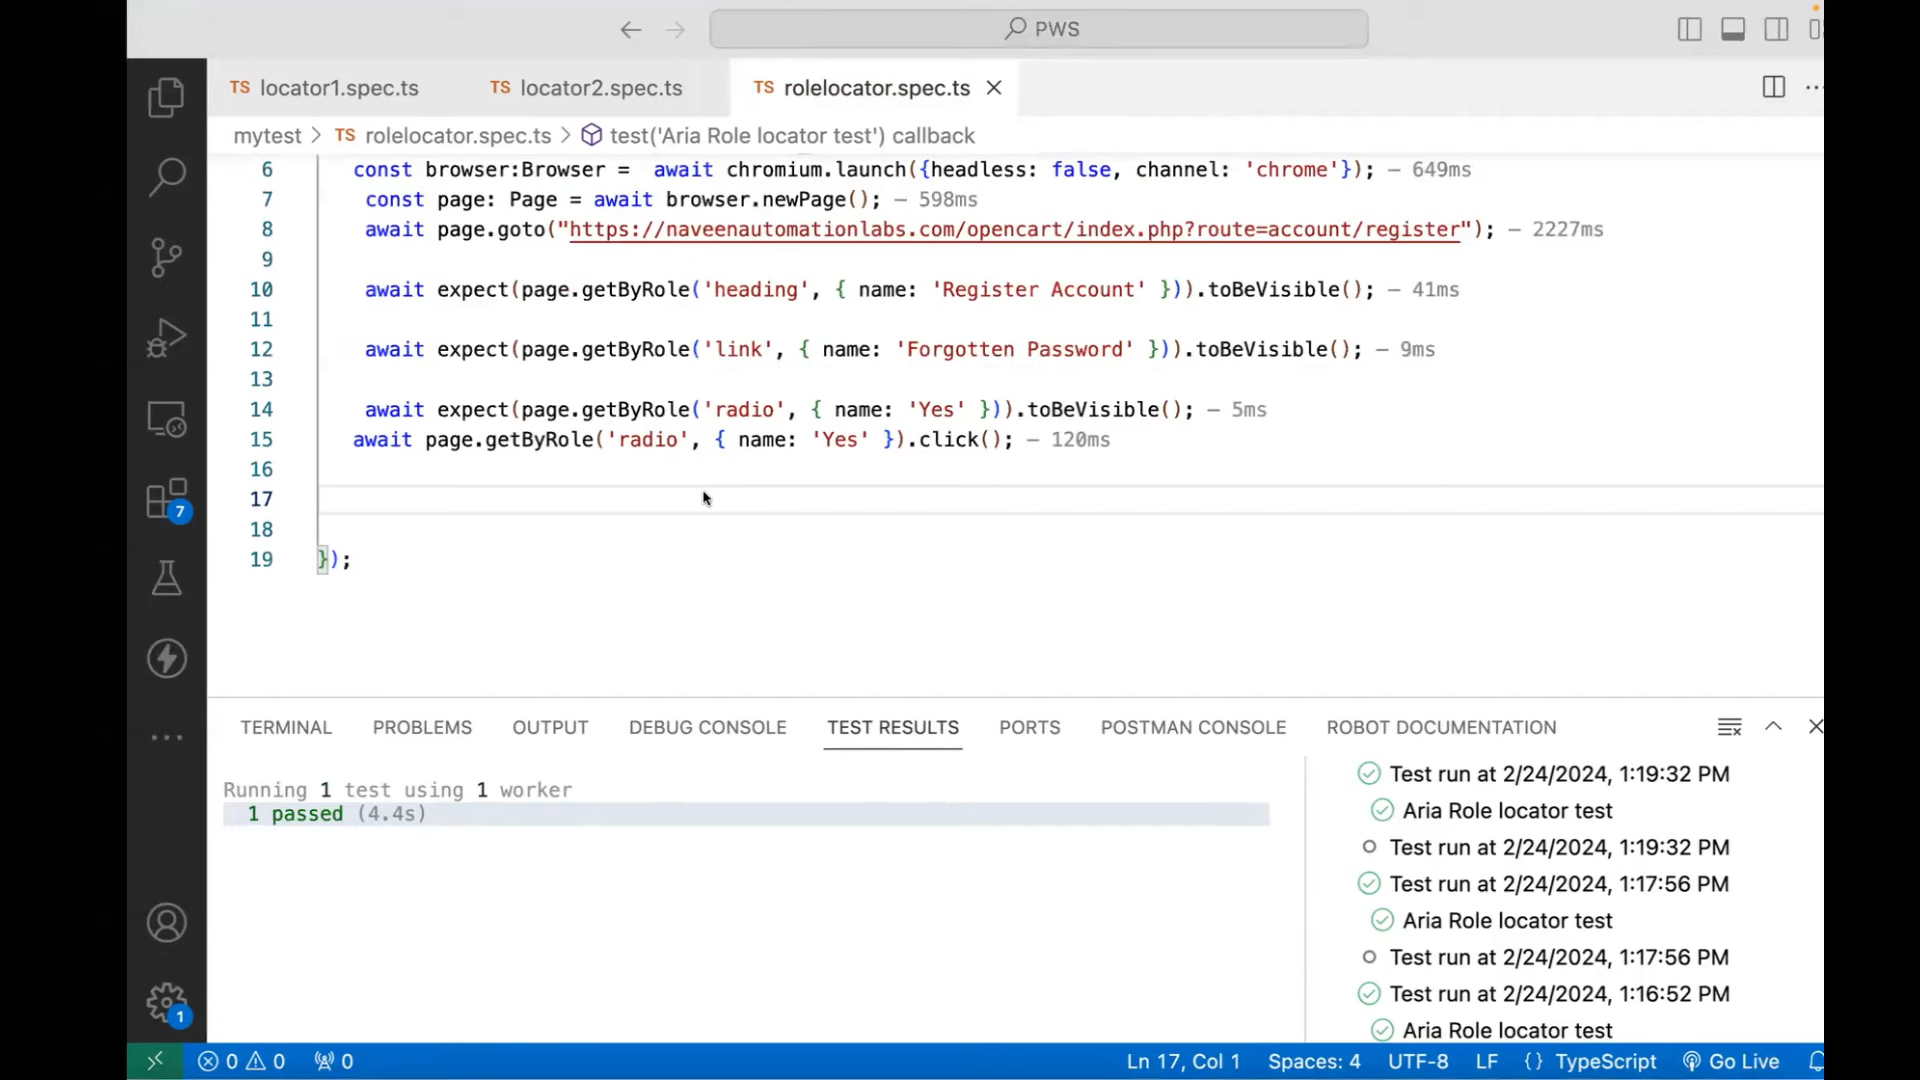 PWS
TS locator1.spec.ts
TS locator2.spec.ts
TS rolelocator.spec.ts
mytest > TS rolelocator.spec.ts > test('Aria Role locator test') callback
6 const browser:Browser = await chromium.launch({headless: false, channel: 'chrome'}); – 649ms
7 const page: Page = await browser.newPage(); – 598ms
8 await page.goto("https://naveenautomationlabs.com/opencart/index.php?route=account/register"); – 2227ms
9
10 await expect(page.getByRole('heading', { name: 'Register Account' })).toBeVisible(); – 41ms
11
12 await expect(page.getByRole('link', { name: 'Forgotten Password' })).toBeVisible(); – 9ms
13
14 await expect(page.getByRole('radio', { name: 'Yes' })).toBeVisible(); – 5ms
15 await page.getByRole('radio', { name: 'Yes' }).click(); – 120ms
16
17
18
19 });
7
1
TERMINAL PROBLEMS OUTPUT DEBUG CONSOLE TEST RESULTS PORTS POSTMAN CONSOLE ROBOT DOCUMENTATION
Running 1 test using 1 worker
1 passed (4.4s)
Test run at 2/24/2024, 1:19:32 PM
Aria Role locator test
Test run at 2/24/2024, 1:19:32 PM
Test run at 2/24/2024, 1:17:56 PM
Aria Role locator test
Test run at 2/24/2024, 1:17:56 PM
Test run at 2/24/2024, 1:16:52 PM
Aria Role locator test
0 0 0 Ln 17, Col 1 Spaces: 4 UTF-8 LF {} TypeScript Go Live